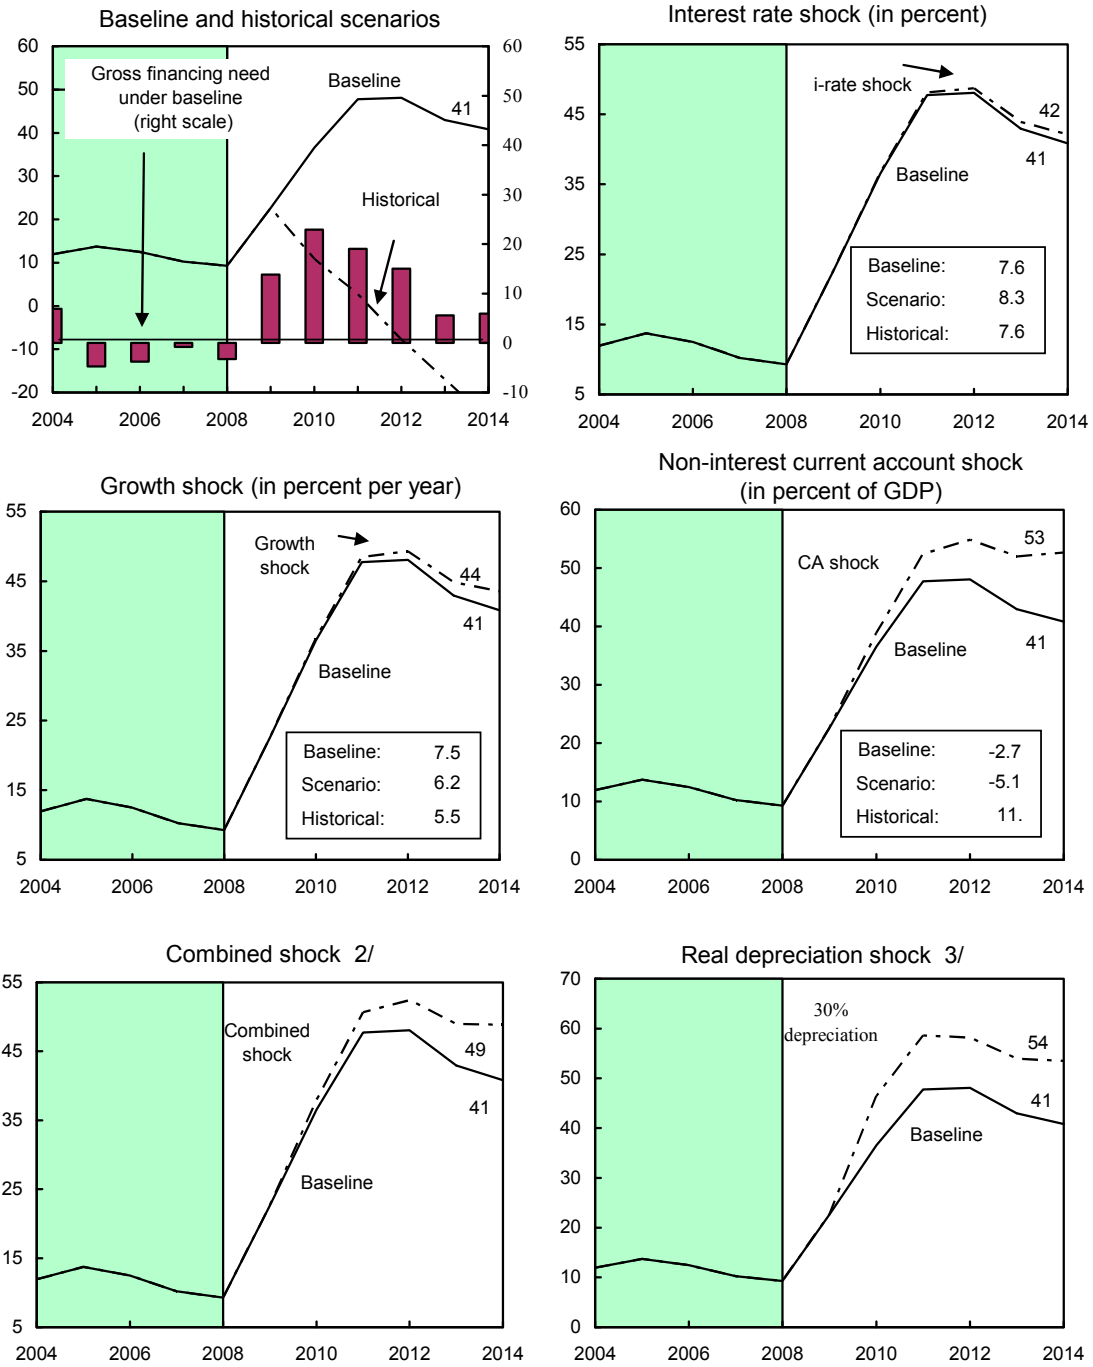 Baseline and historical scenarios
60
50
40
30
20
10
0
-10
-20
60
50
40
30
20
10
0
-10
Gross financing need
under baseline
(right scale)
Baseline
41
Historical
2004 2006 2008 2010 2012 2014
Interest rate shock (in percent)
55
45
35
25
15
5
i-rate shock
42
41
Baseline
Baseline: 7.6
Scenario: 8.3
Historical: 7.6
2004 2006 2008 2010 2012 2014
Growth shock (in percent per year)
55
45
35
25
15
5
Growth
shock
44
41
Baseline
Baseline: 7.5
Scenario: 6.2
Historical: 5.5
2004 2006 2008 2010 2012 2014
Non-interest current account shock
(in percent of GDP)
60
50
40
30
20
10
0
53
CA shock
41
Baseline
Baseline: -2.7
Scenario: -5.1
Historical: 11.
2004 2006 2008 2010 2012 2014
Combined shock 2/
55
45
35
25
15
5
Combined
shock
49
41
Baseline
2004 2006 2008 2010 2012 2014
Real depreciation shock 3/
70
60
50
40
30
20
10
0
30%
depreciation
54
41
Baseline
2004 2006 2008 2010 2012 2014